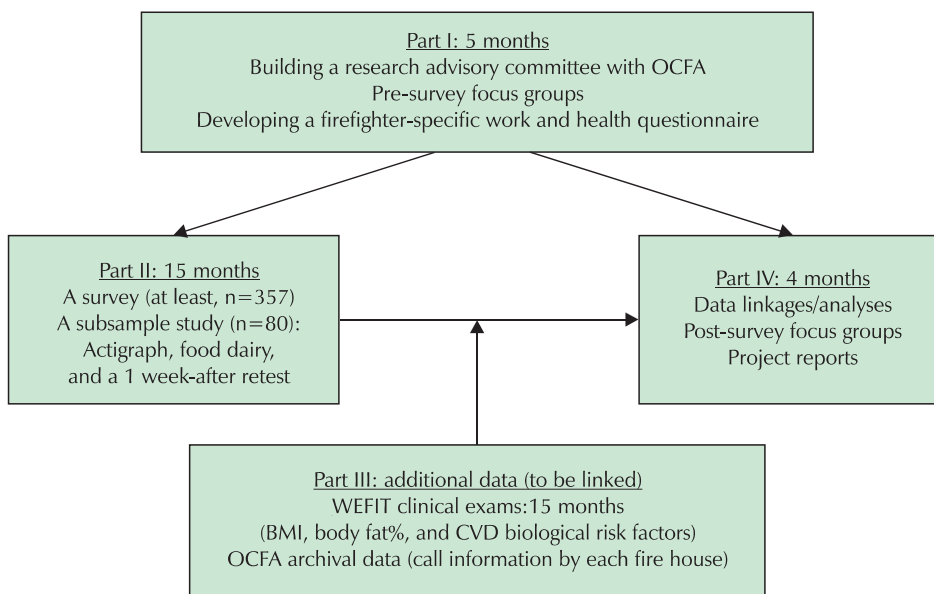 Part I: 5 months
Building a research advisory committee with OCFA
Pre-survey focus groups
Developing a firefighter-specific work and health questionnaire
Part II: 15 months
A survey (at least, n=357)
A subsample study (n=80):
Actigraph, food dairy,
and a 1 week-after retest
Part IV: 4 months
Data linkages/analyses
Post-survey focus groups
Project reports
Part III: additional data (to be linked)
WEFIT clinical exams:15 months
(BMI, body fat%, and CVD biological risk factors)
OCFA archival data (call information by each fire house)